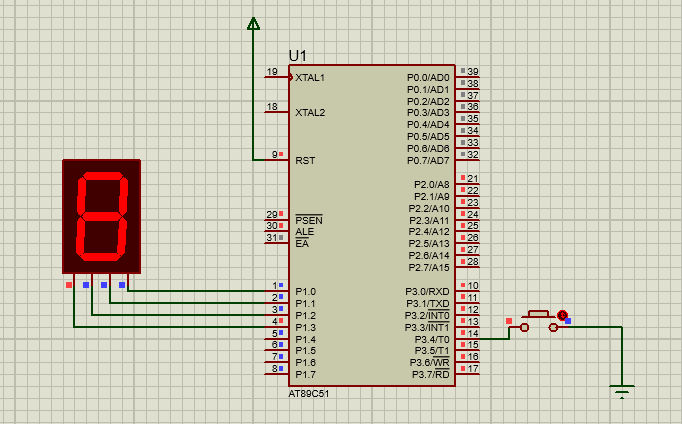 U1
19 XTAL1 P0.0/AD0 39
P0.1/AD1 38
P0.2/AD2 37
18 XTAL2 P0.3/AD3 36
P0.4/AD4 35
P0.5/AD5 34
P0.6/AD6 33
9 RST P0.7/AD7 32
P2.0/A8 21
P2.1/A9 22
P2.2/A10 23
29 PSEN P2.3/A11 24
30 ALE P2.4/A12 25
31 EA P2.5/A13 26
P2.6/A14 27
P2.7/A15 28
1 P1.0 P3.0/RXD 10
2 P1.1 P3.1/TXD 11
3 P1.2 P3.2/INT0 12
4 P1.3 P3.3/INT1 13
5 P1.4 P3.4/T0 14
6 P1.5 P3.5/T1 15
7 P1.6 P3.6/WR 16
8 P1.7 P3.7/RD 17
AT89C51
8